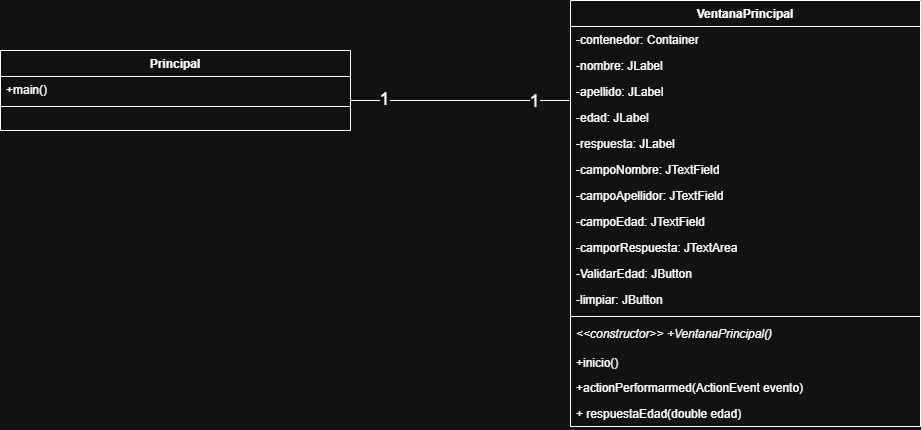 Principal
+main()
1
1
VentanaPrincipal
-contenedor: Container
-nombre: JLabel
-apellido: JLabel
-edad: JLabel
-respuesta: JLabel
-campoNombre: JTextField
-campoApellidor: JTextField
-campoEdad: JTextField
-camporRespuesta: JTextArea
-ValidarEdad: JButton
-limpiar: JButton
<<constructor>> +VentanaPrincipal()
+inicio()
+actionPerformarmed(ActionEvent evento)
+ respuestaEdad(double edad)